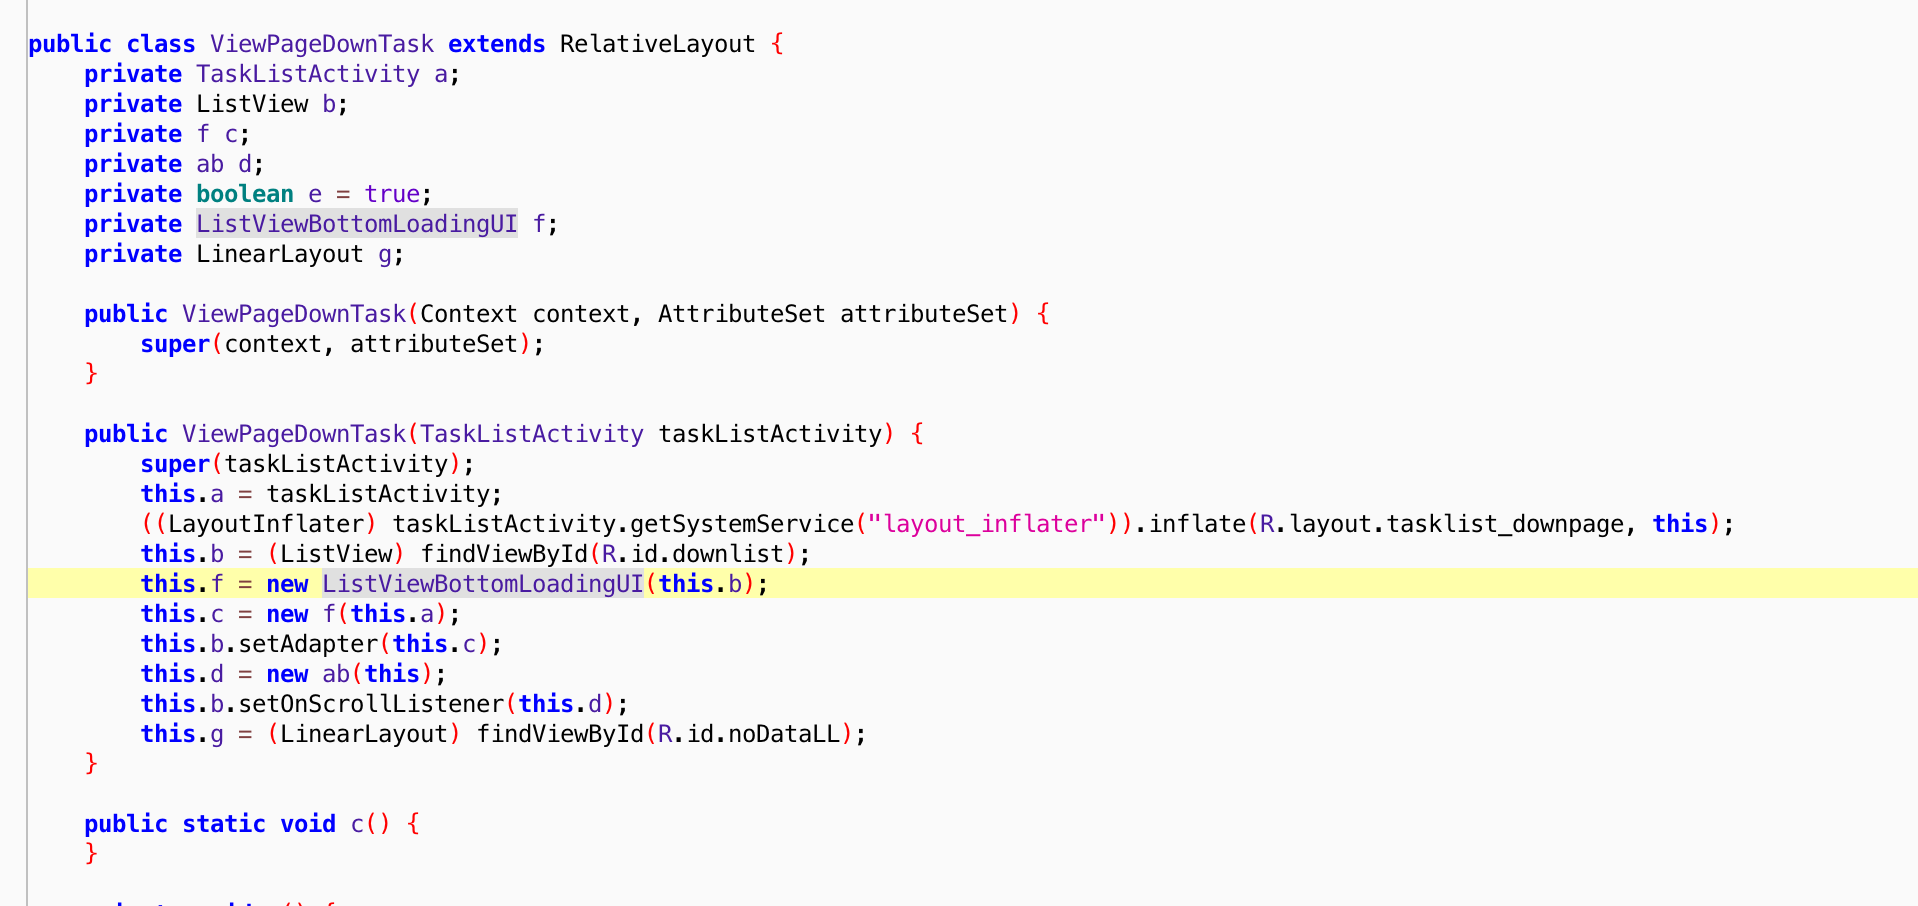 public class ViewPageDownTask extends RelativeLayout {
    private TaskListActivity a;
    private ListView b;
    private f c;
    private ab d;
    private boolean e = true;
    private ListViewBottomLoadingUI f;
    private LinearLayout g;

    public ViewPageDownTask(Context context, AttributeSet attributeSet) {
        super(context, attributeSet);
    }

    public ViewPageDownTask(TaskListActivity taskListActivity) {
        super(taskListActivity);
        this.a = taskListActivity;
        ((LayoutInflater) taskListActivity.getSystemService("layout_inflater")).inflate(R.layout.tasklist_downpage, this);
        this.b = (ListView) findViewById(R.id.downlist);
        this.f = new ListViewBottomLoadingUI(this.b);
        this.c = new f(this.a);
        this.b.setAdapter(this.c);
        this.d = new ab(this);
        this.b.setOnScrollListener(this.d);
        this.g = (LinearLayout) findViewById(R.id.noDataLL);
    }

    public static void c() {
    }